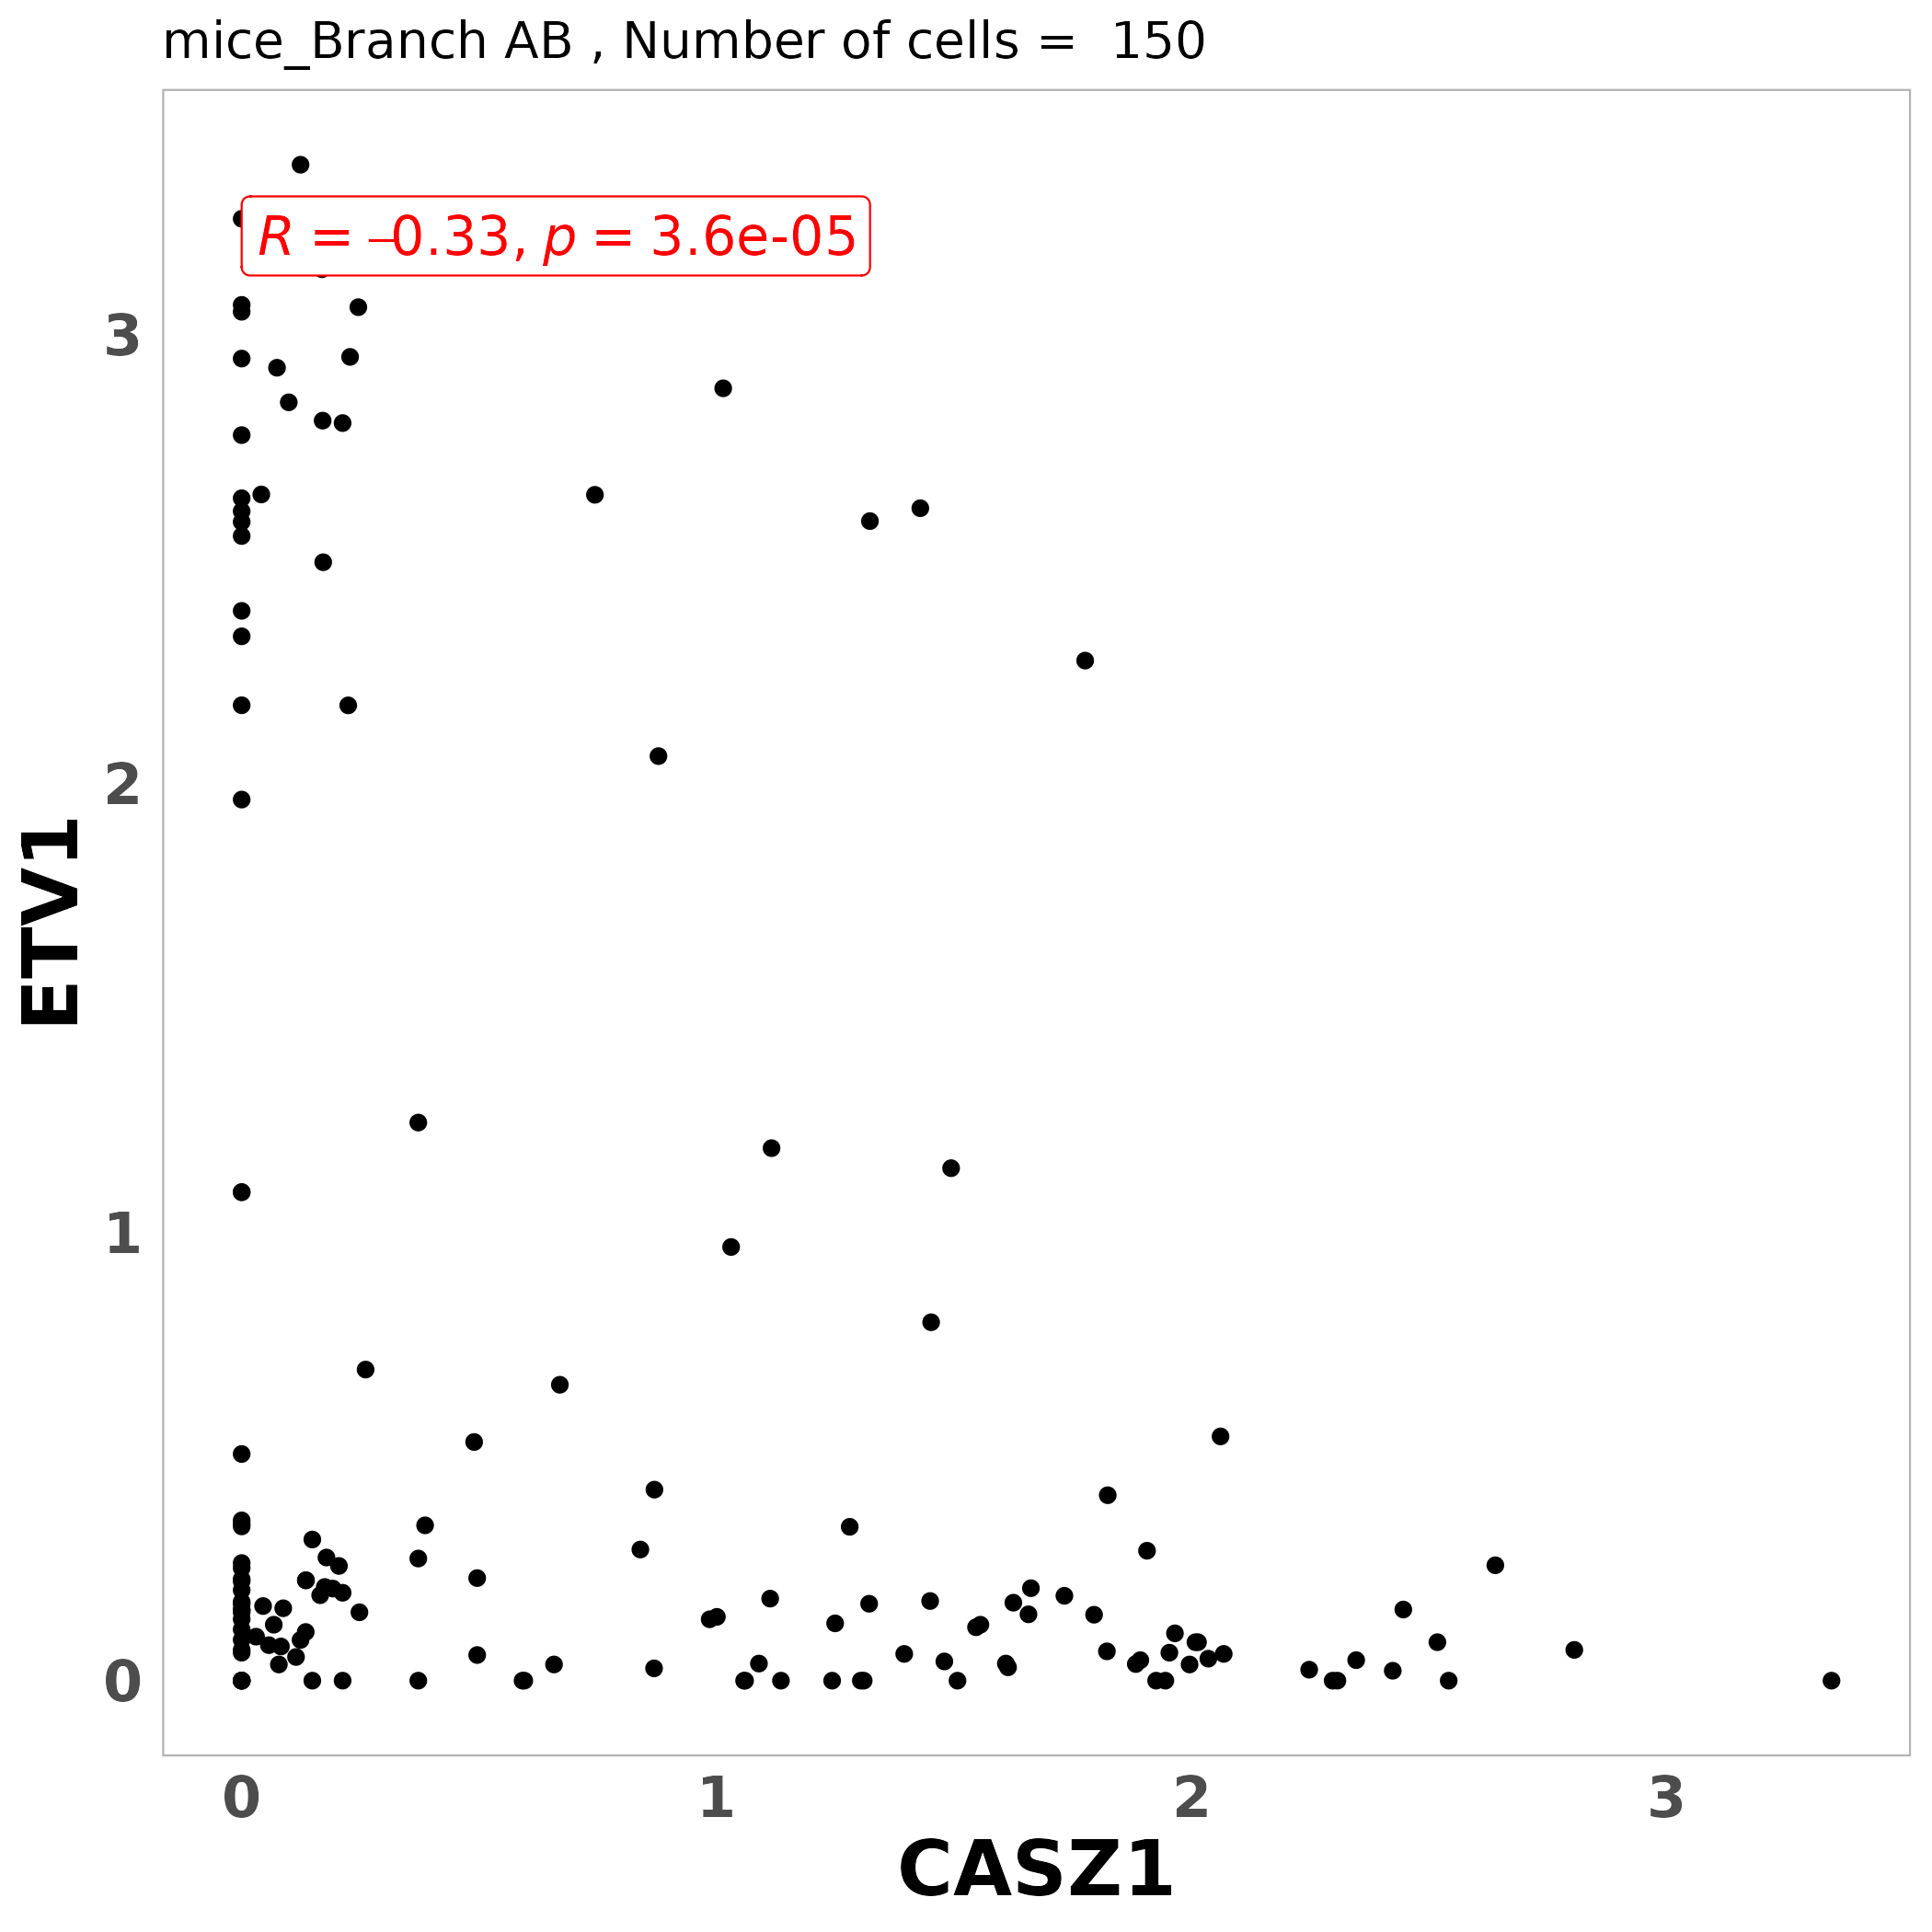 mice_Branch AB , Number of cells =  150
R = –0.33, p = 3.6e-05
3
2
1
0
ETV1
0 1 2 3
CASZ1